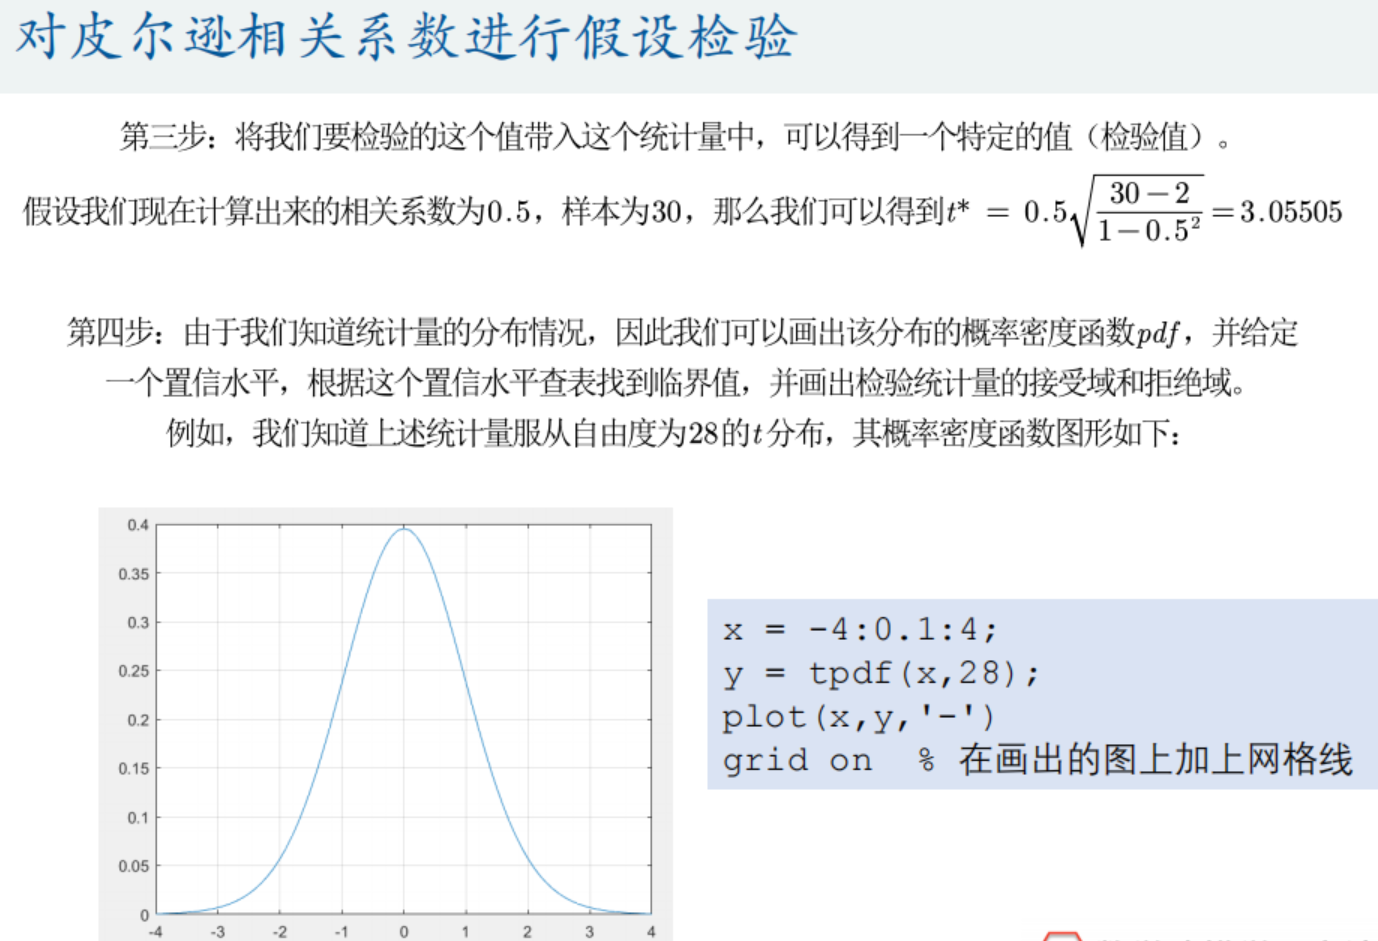 对皮尔逊相关系数进行假设检验
第三步：将我们要检验的这个值带入这个统计量中，可以得到一个特定的值（检验值）。
假设我们现在计算出来的相关系数为0.5，样本为30，那么我们可以得到t* = 0.5√((30−2)/(1−0.5²)) = 3.05505
第四步：由于我们知道统计量的分布情况，因此我们可以画出该分布的概率密度函数pdf，并给定
一个置信水平，根据这个置信水平查表找到临界值，并画出检验统计量的接受域和拒绝域。
例如，我们知道上述统计量服从自由度为28的t分布，其概率密度函数图形如下：
0.4
0.35
0.3
0.25
0.2
0.15
0.1
0.05
0
-4 -3 -2 -1 0 1 2 3 4
x = -4:0.1:4;
y = tpdf(x,28);
plot(x,y,'-')
grid on  % 在画出的图上加上网格线